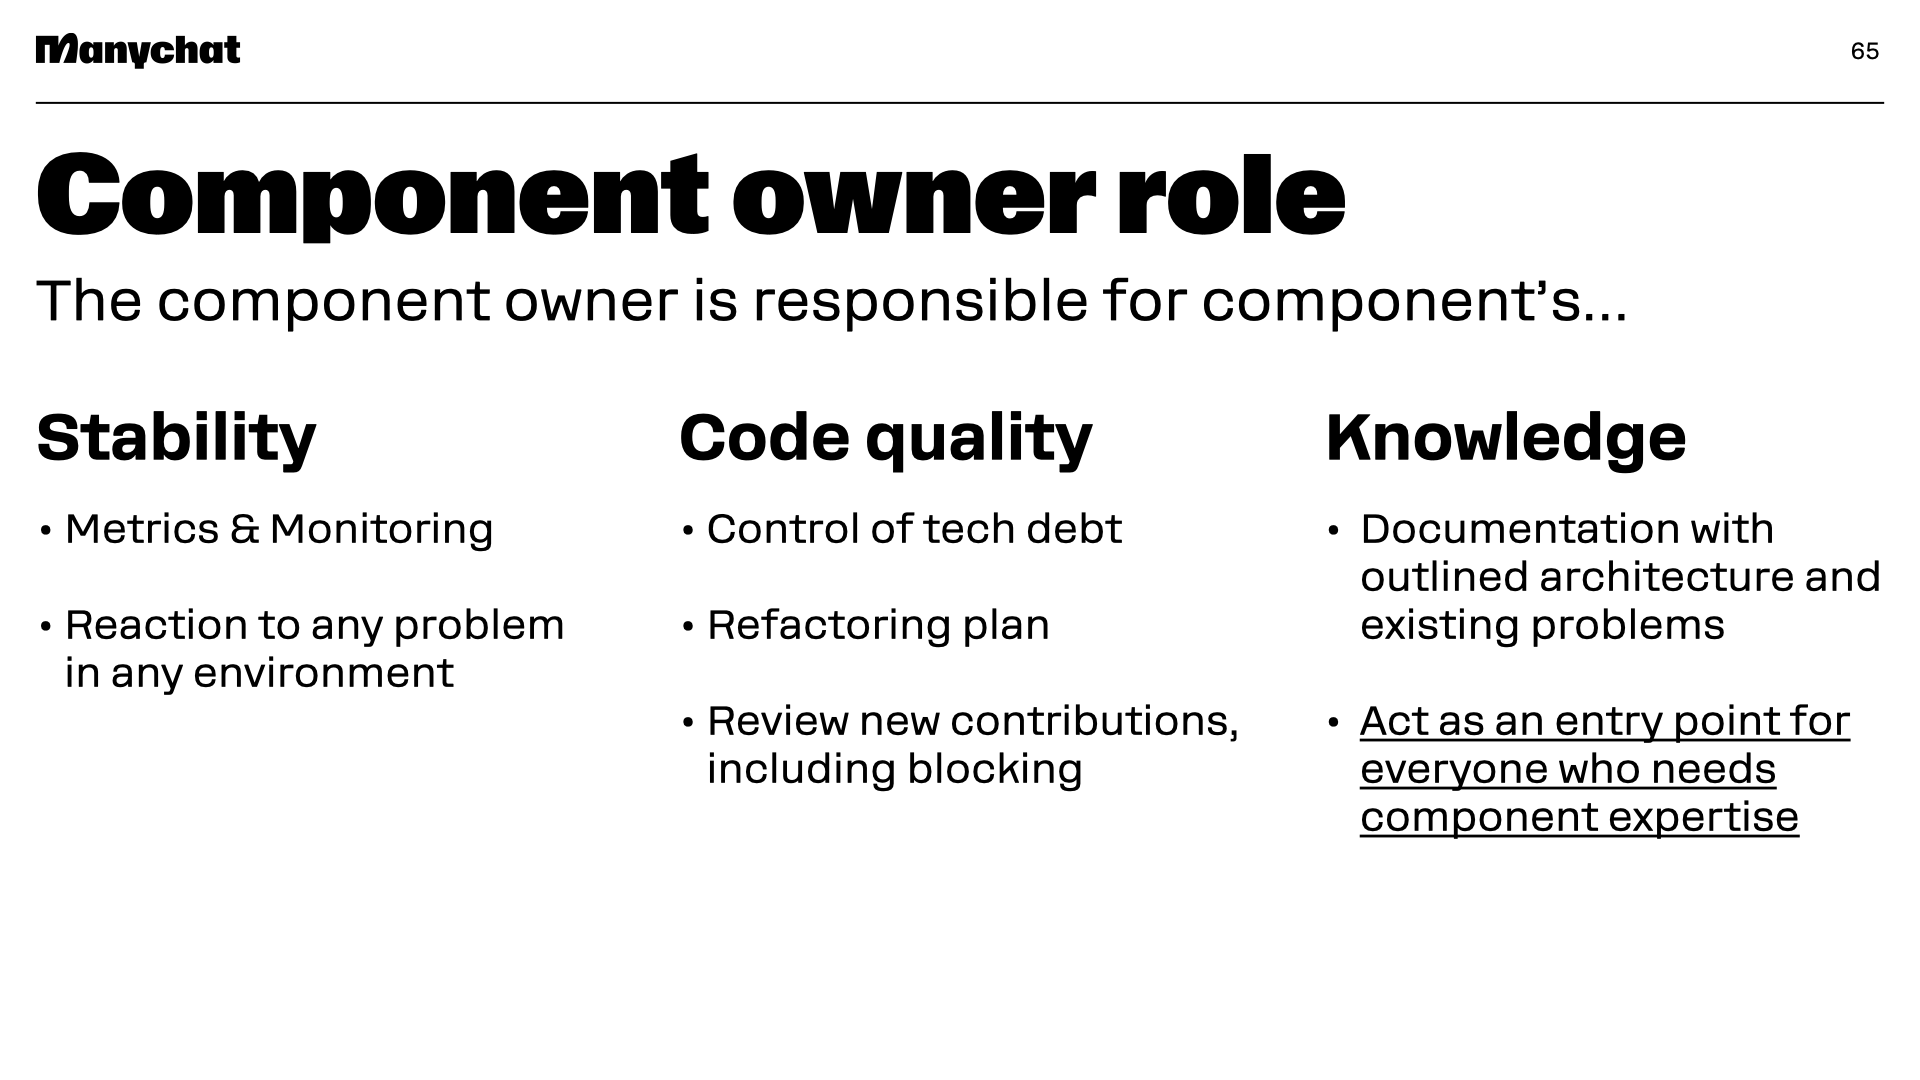 Manychat
65
Component owner role
The component owner is responsible for component’s...
Stability
• Metrics & Monitoring
• Reaction to any problem
in any environment
Code quality
• Control of tech debt
• Refactoring plan
• Review new contributions,
including blocking
Knowledge
• Documentation with
outlined architecture and
existing problems
• Act as an entry point for
everyone who needs
component expertise